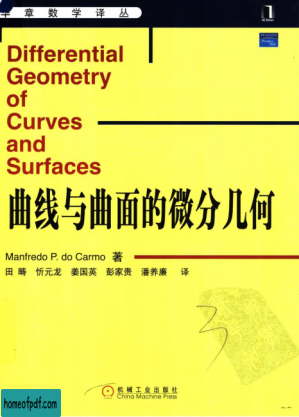 华章数学译丛
Differential
Geometry
of
Curves
and
Surfaces
曲线与曲面的微分几何
Manfredo P. do Carmo 著
田畴 忻元龙 姜国英 彭家贵 潘养廉 译
机械工业出版社
China Machine Press
homeofpdf.com